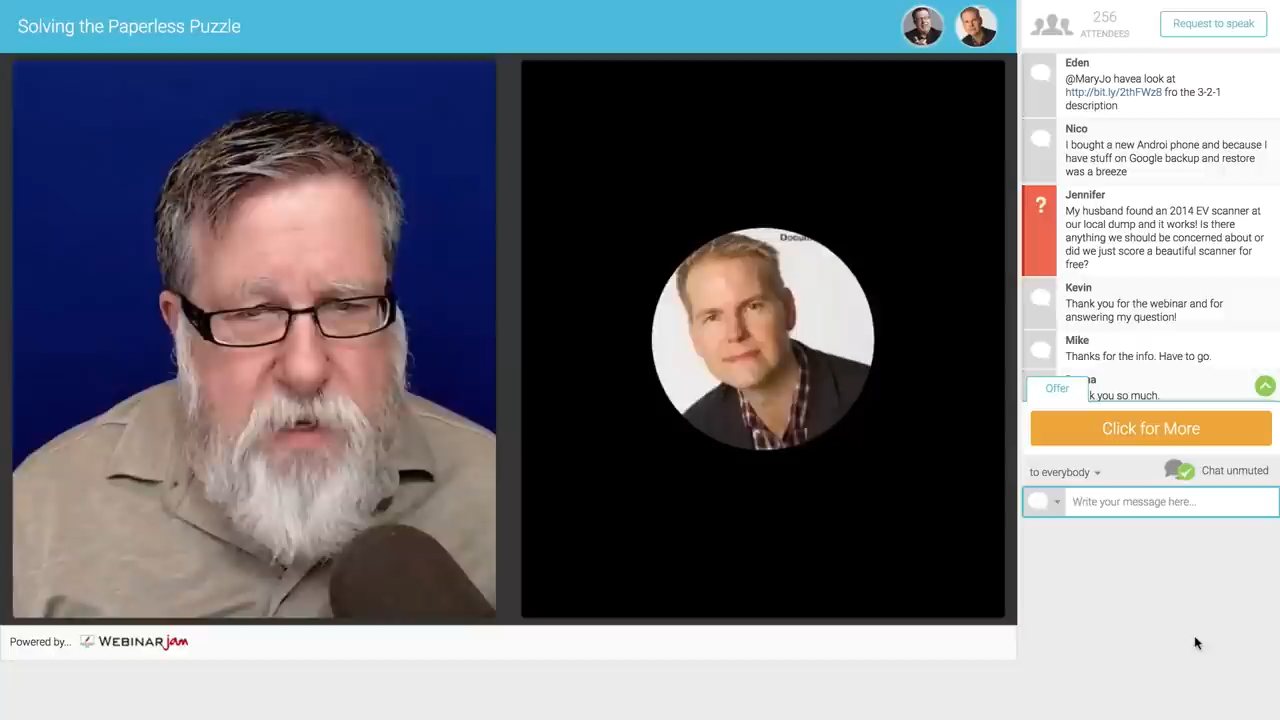 Solving the Paperless Puzzle
256
ATTENDEES
Request to speak
Eden
@MaryJo havea look at
http://bit.ly/2thFWz8 fro the 3-2-1
description
Nico
I bought a new Androi phone and because I
have stuff on Google backup and restore
was a breeze
?
Jennifer
My husband found an 2014 EV scanner at
our local dump and it works! Is there
anything we should be concerned about or
did we just score a beautiful scanner for
free?
Kevin
Thank you for the webinar and for
answering my question!
Mike
Thanks for the info. Have to go.
you so much.
Offer
Click for More
to everybody
Chat unmuted
Write your message here...
Powered by...
WEBINARjam